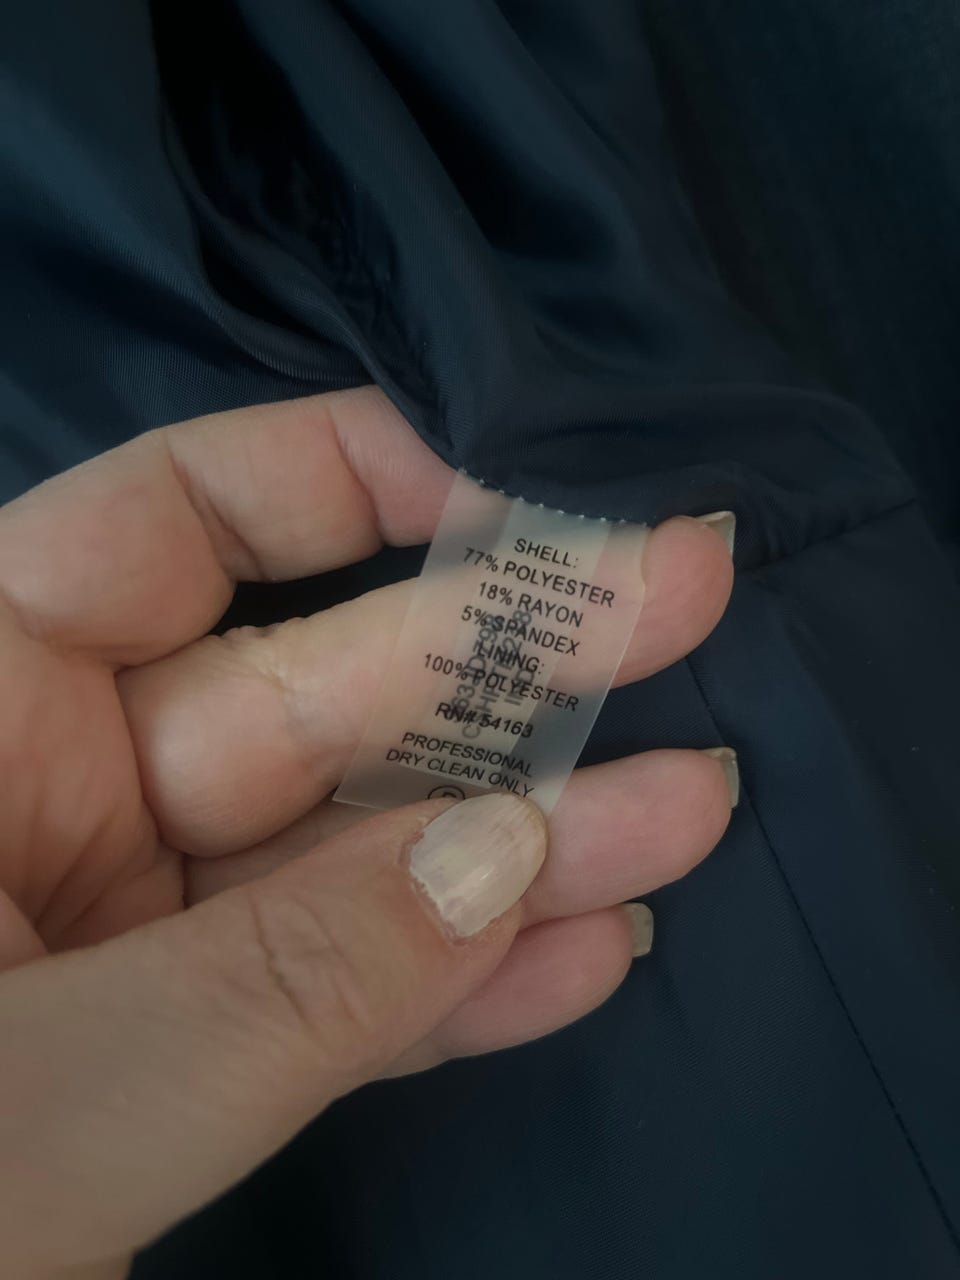 SHELL:
77% POLYESTER
18% RAYON
5% SPANDEX
LINING:
100% POLYESTER
RN# 54163
PROFESSIONAL
DRY CLEAN ONLY
P